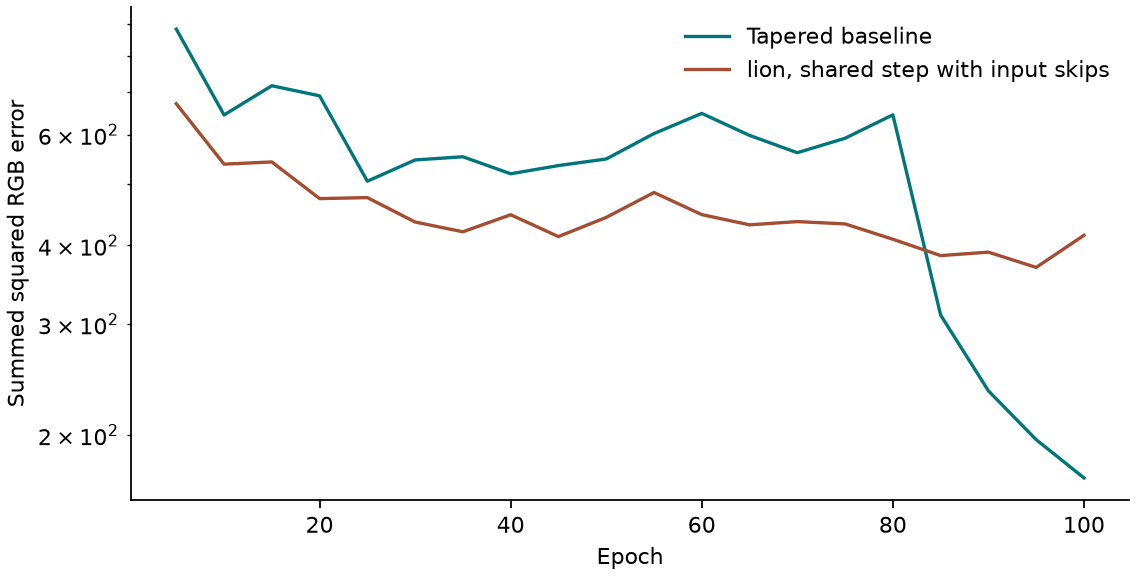 Tapered baseline
lion, shared step with input skips
Summed squared RGB error
6 × 10²
4 × 10²
3 × 10²
2 × 10²
20
40
60
80
100
Epoch